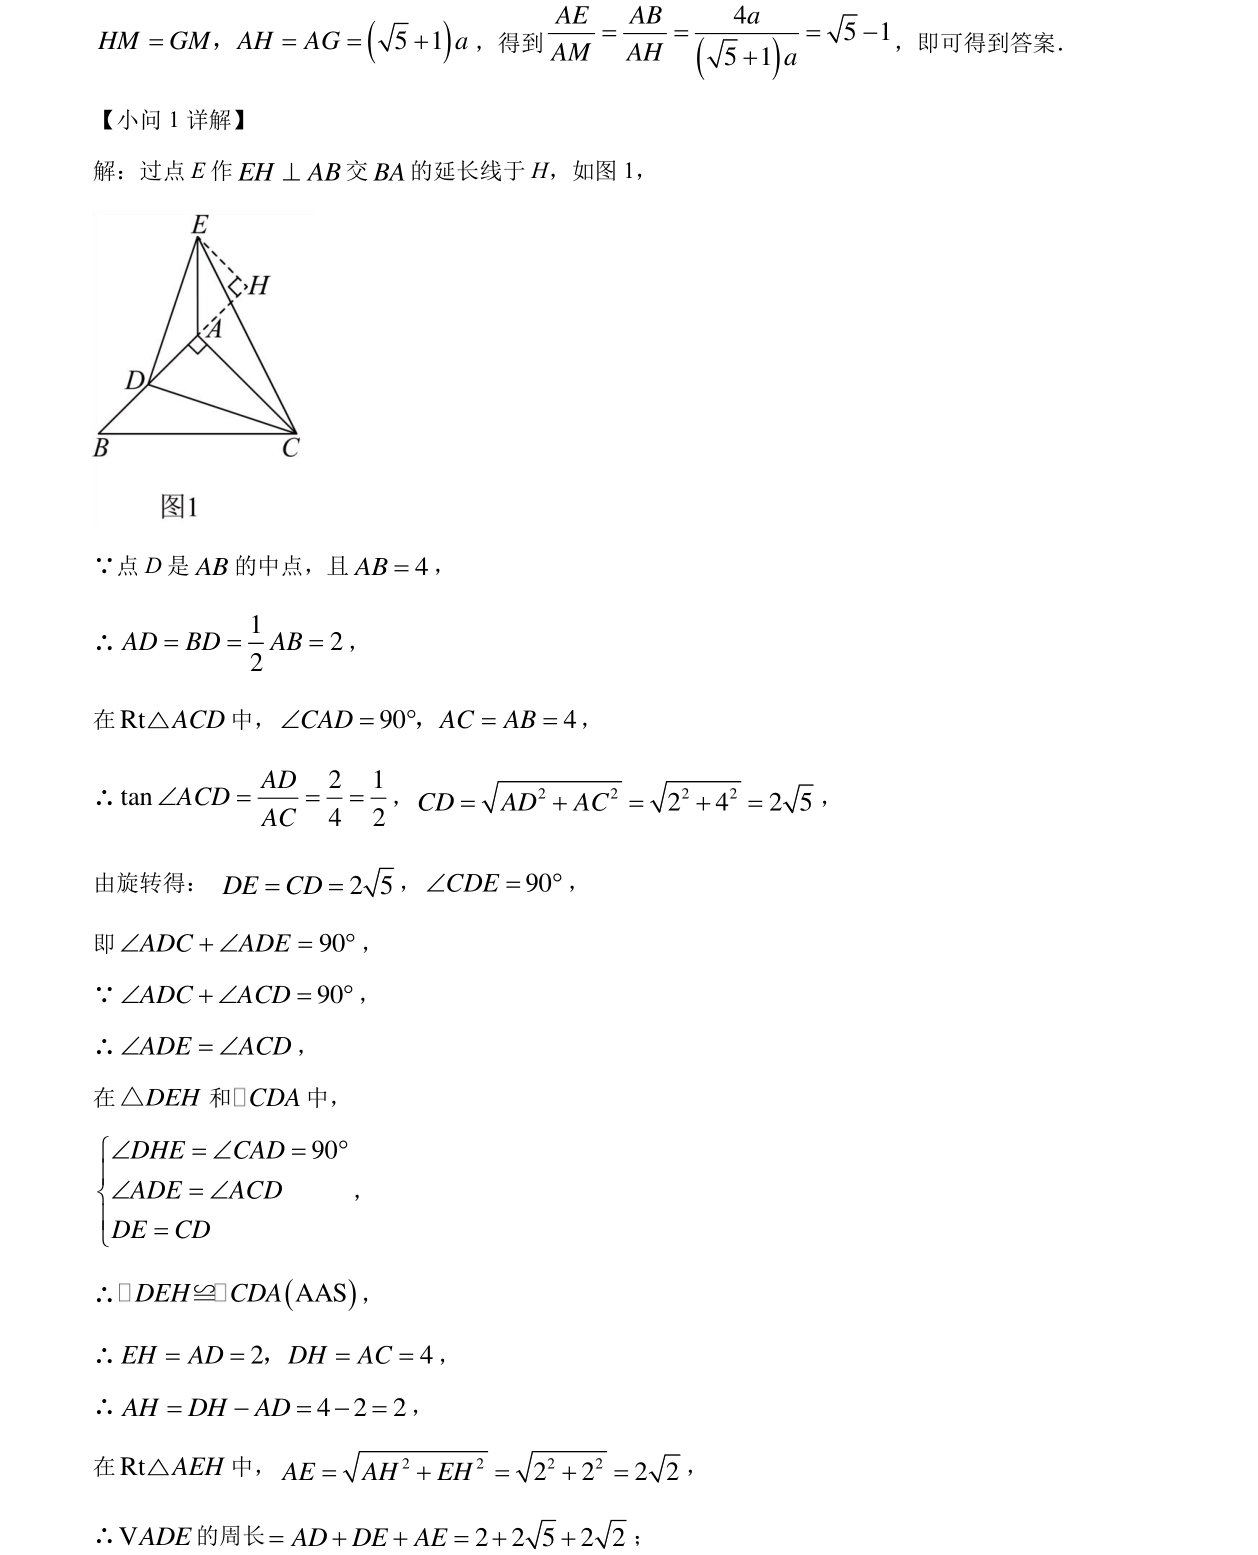 HM = GM，AH = AG = (√5 + 1)a，得到 AE/AM = AB/AH = 4a/((√5 + 1)a) = √5 − 1，即可得到答案．
【小问 1 详解】
解：过点 E 作 EH ⊥ AB 交 BA 的延长线于 H，如图 1，
E
H
A
D
B
C
图1
∵点 D 是 AB 的中点，且 AB = 4，
∴ AD = BD = 1/2 AB = 2，
在 Rt△ACD 中，∠CAD = 90°，AC = AB = 4，
∴ tan ∠ACD = AD/AC = 2/4 = 1/2，CD = √(AD² + AC²) = √(2² + 4²) = 2√5，
由旋转得： DE = CD = 2√5，∠CDE = 90°，
即 ∠ADC + ∠ADE = 90°，
∵ ∠ADC + ∠ACD = 90°，
∴ ∠ADE = ∠ACD，
在 △DEH 和 □CDA 中，
∠DHE = ∠CAD = 90°
∠ADE = ∠ACD ，
DE = CD
∴ □DEH≌□CDA(AAS)，
∴ EH = AD = 2，DH = AC = 4，
∴ AH = DH − AD = 4 − 2 = 2，
在 Rt△AEH 中，AE = √(AH² + EH²) = √(2² + 2²) = 2√2，
∴ VADE 的周长 = AD + DE + AE = 2 + 2√5 + 2√2；